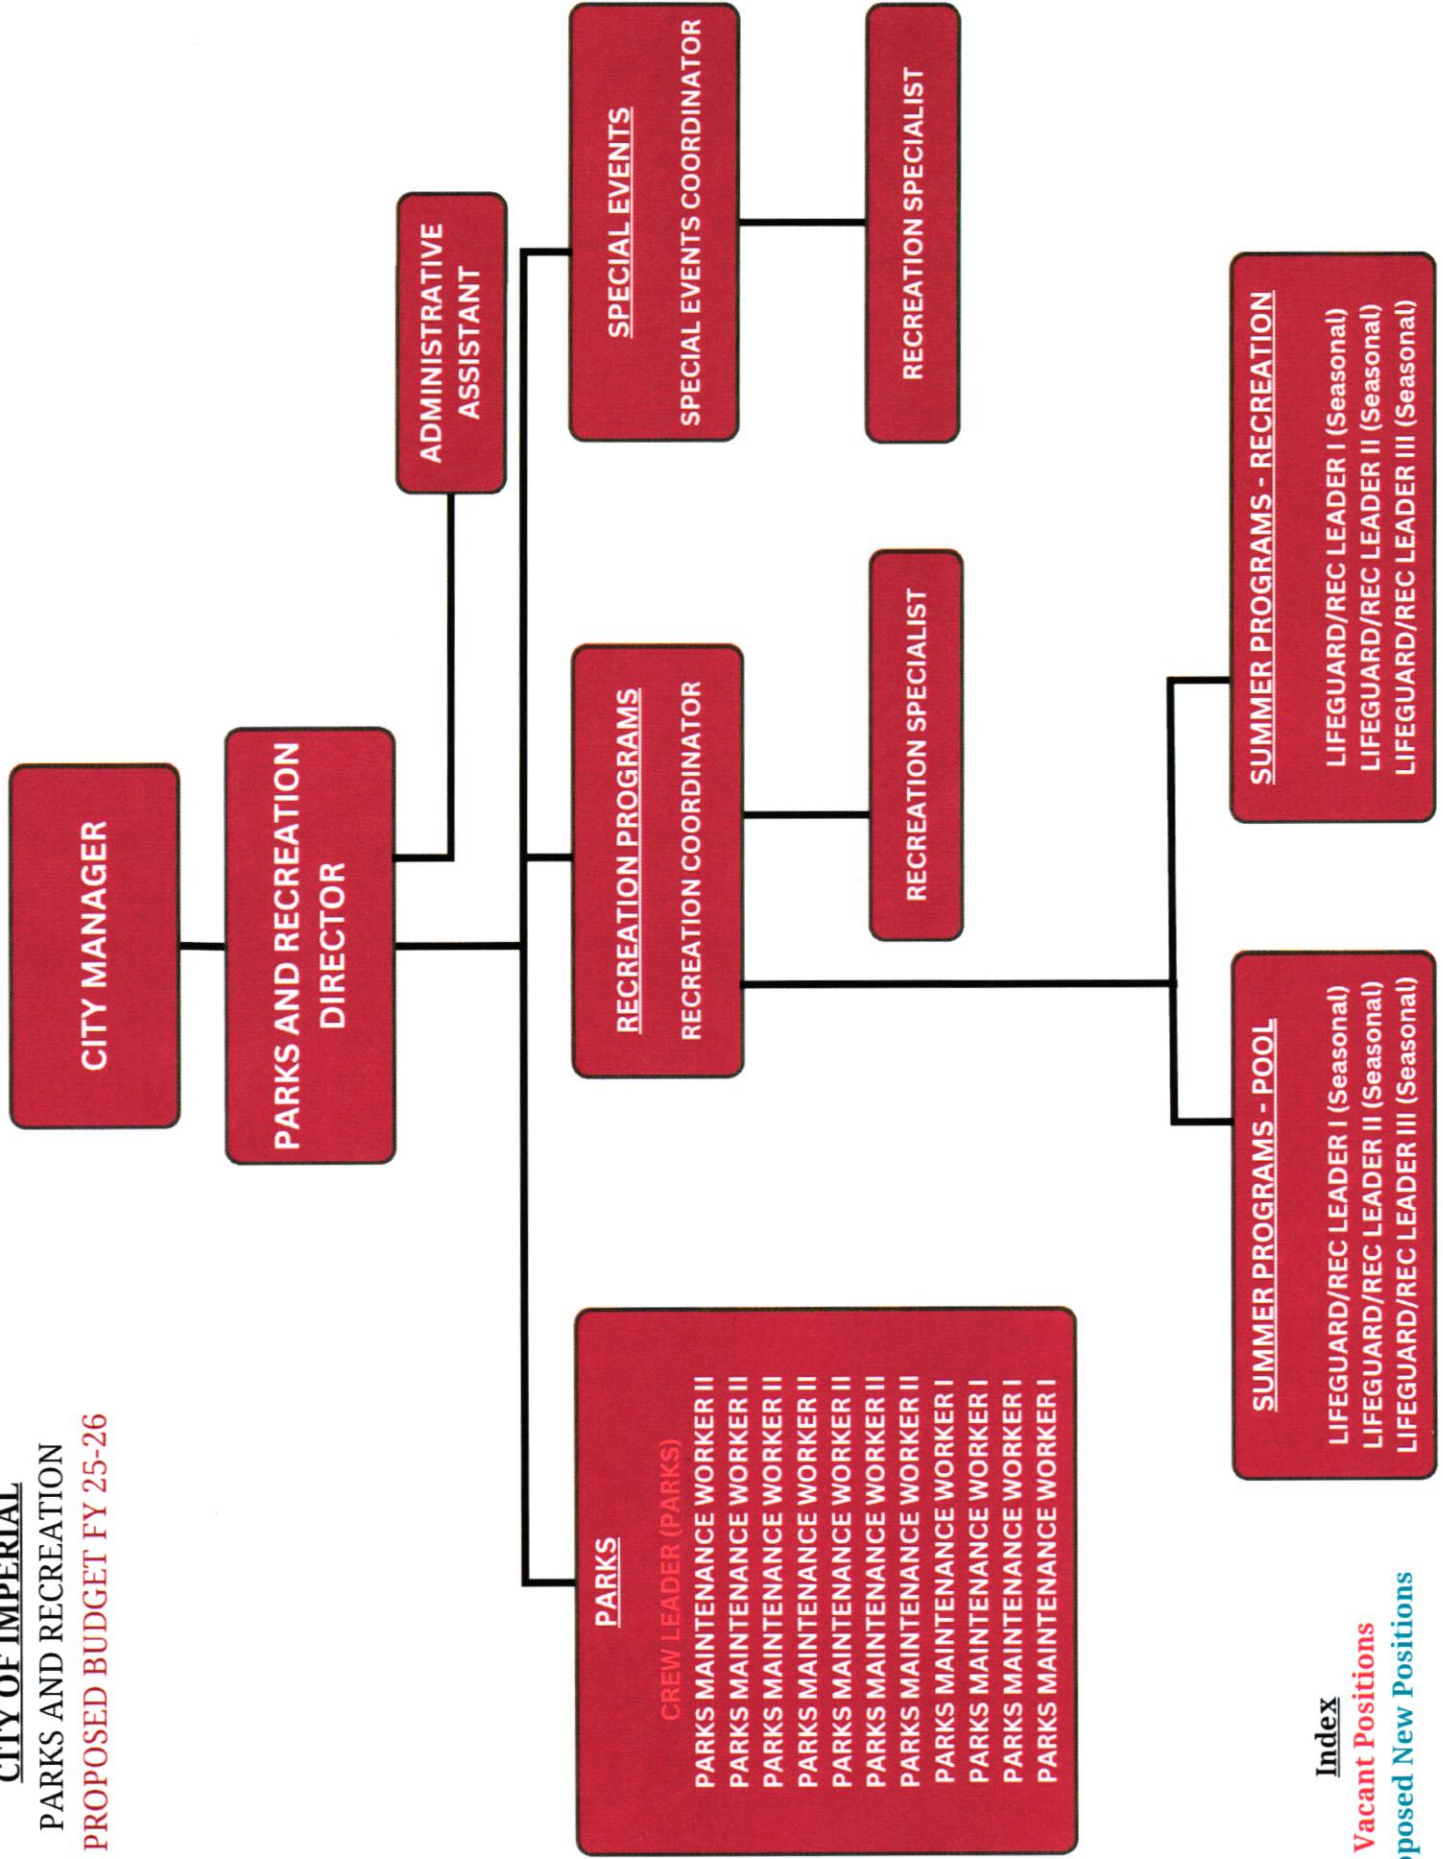 CITY OF IMPERIAL
PARKS AND RECREATION
PROPOSED BUDGET FY 25-26
CITY MANAGER
PARKS AND RECREATION
DIRECTOR
ADMINISTRATIVE
ASSISTANT
PARKS
CREW LEADER (PARKS)
PARKS MAINTENANCE WORKER II
PARKS MAINTENANCE WORKER II
PARKS MAINTENANCE WORKER II
PARKS MAINTENANCE WORKER II
PARKS MAINTENANCE WORKER II
PARKS MAINTENANCE WORKER II
PARKS MAINTENANCE WORKER II
PARKS MAINTENANCE WORKER I
PARKS MAINTENANCE WORKER I
PARKS MAINTENANCE WORKER I
PARKS MAINTENANCE WORKER I
RECREATION PROGRAMS
RECREATION COORDINATOR
SPECIAL EVENTS
SPECIAL EVENTS COORDINATOR
RECREATION SPECIALIST
RECREATION SPECIALIST
SUMMER PROGRAMS - POOL
LIFEGUARD/REC LEADER I (Seasonal)
LIFEGUARD/REC LEADER II (Seasonal)
LIFEGUARD/REC LEADER III (Seasonal)
SUMMER PROGRAMS - RECREATION
LIFEGUARD/REC LEADER I (Seasonal)
LIFEGUARD/REC LEADER II (Seasonal)
LIFEGUARD/REC LEADER III (Seasonal)
Index
Vacant Positions
posed New Positions